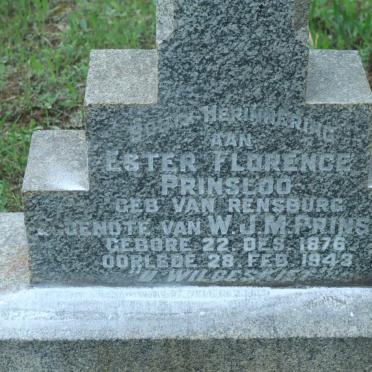 HERINNERING
AAN
ESTER FLORENCE
PRINSLOO
GEB VAN RENSBURG
GENOTE VAN W.J.M. PRINS
GEBORE 22. DES. 1876
OORLEDE 28. FEB. 1943